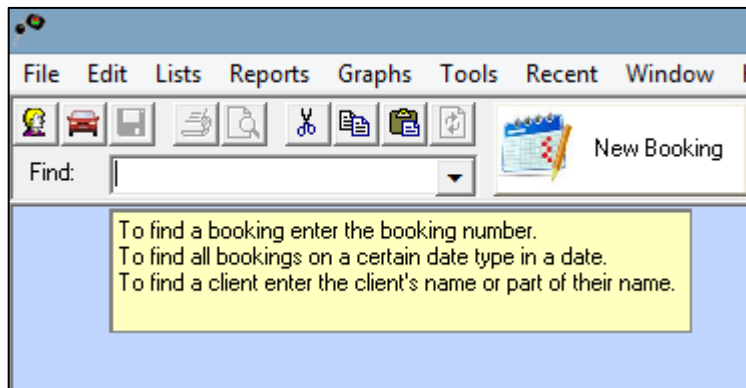 File Edit Lists Reports Graphs Tools Recent Window
Find:
New Booking
To find a booking enter the booking number.
To find all bookings on a certain date type in a date.
To find a client enter the client's name or part of their name.